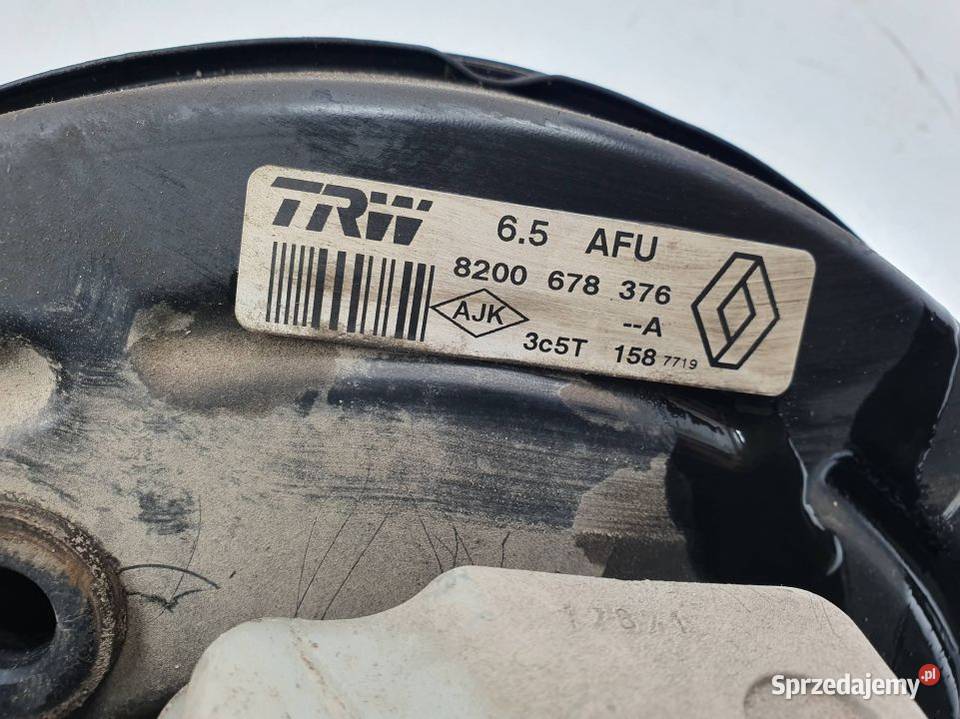 TRW 6.5 AFU
8200 678 376
AJK --A
3c5T 158 7719
Sprzedajemy.pl